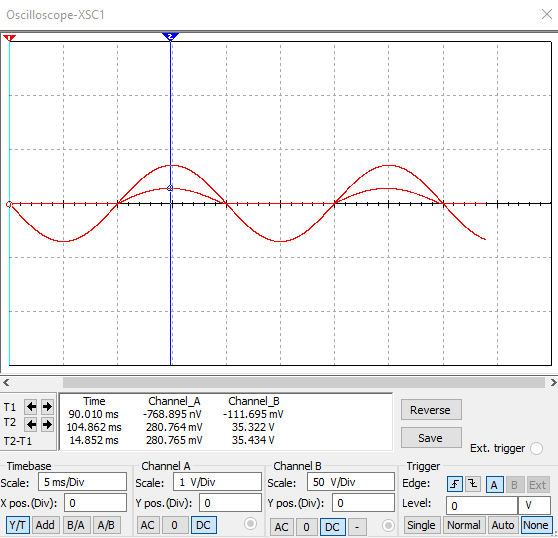 Oscilloscope-XSC1
1 2
Time Channel_A Channel_B
T1 90.010 ms -768.895 nV -111.695 mV
T2 104.862 ms 280.764 mV 35.322 V
T2-T1 14.852 ms 280.765 mV 35.434 V
Reverse
Save
Ext. trigger
Timebase
Scale: 5 ms/Div
X pos.(Div): 0
Y/T Add B/A A/B
Channel A
Scale: 1 V/Div
Y pos.(Div): 0
AC 0 DC
Channel B
Scale: 50 V/Div
Y pos.(Div): 0
AC 0 DC -
Trigger
Edge: A B Ext
Level: 0 V
Single Normal Auto None